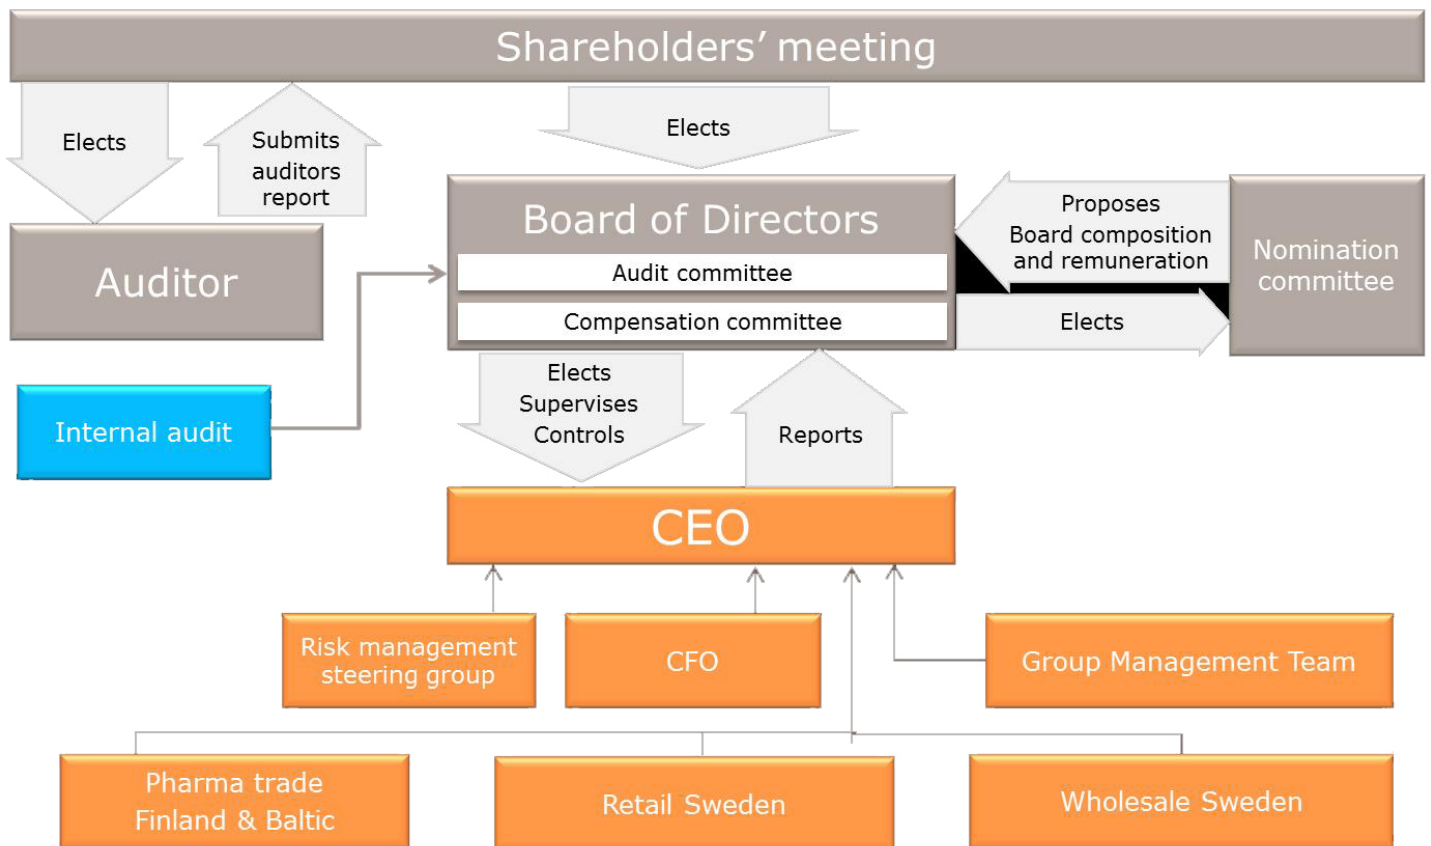 Shareholders’ meeting
Elects
Submits
auditors
report
Elects
Board of Directors
Audit committee
Compensation committee
Proposes
Board composition
and remuneration
Elects
Nomination
committee
Auditor
Internal audit
Elects
Supervises
Controls
Reports
CEO
Risk management
steering group
CFO
Group Management Team
Pharma trade
Finland & Baltic
Retail Sweden
Wholesale Sweden